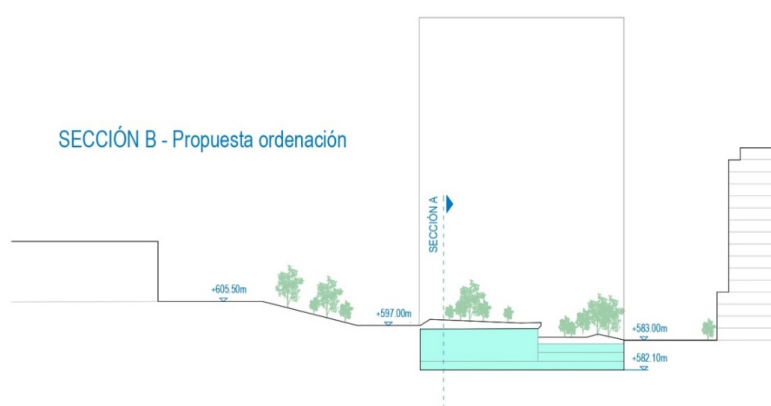 SECCIÓN B - Propuesta ordenación
SECCIÓN A
+605.50m
+597.00m
+583.00m
+582.10m